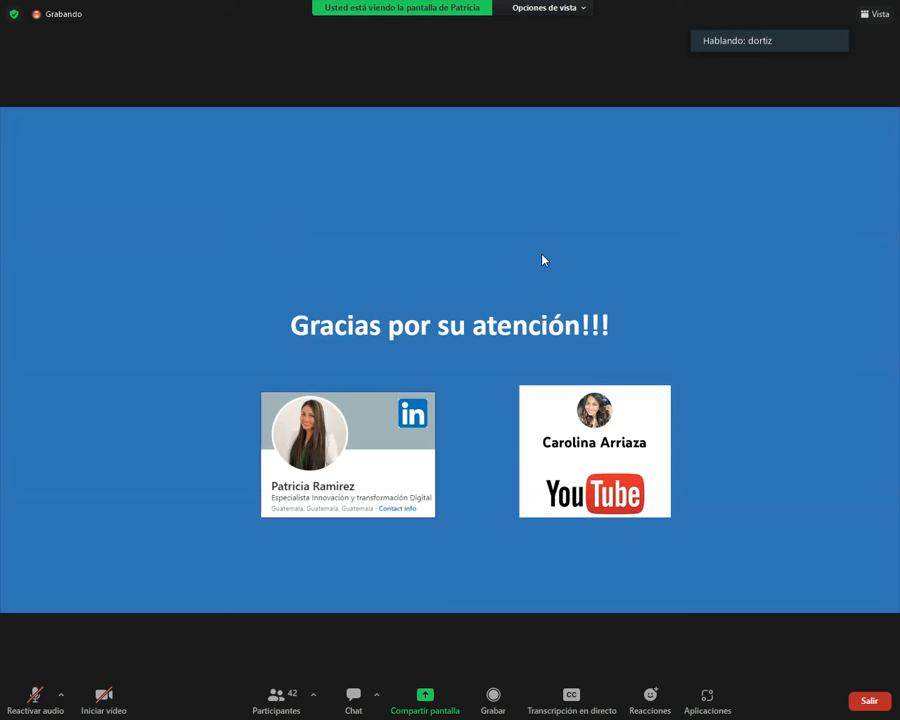 Grabando
Usted está viendo la pantalla de Patricia
Opciones de vista
Vista
Hablando: dortiz
Gracias por su atención!!!
in
Patricia Ramirez
Especialista Innovación y transformación Digital
Guatemala, Guatemala, Guatemala · Contact info
Carolina Arriaza
YouTube
Reactivar audio
Iniciar vídeo
42
Participantes
Chat
Compartir pantalla
Grabar
CC
Transcripción en directo
Reacciones
Aplicaciones
Salir